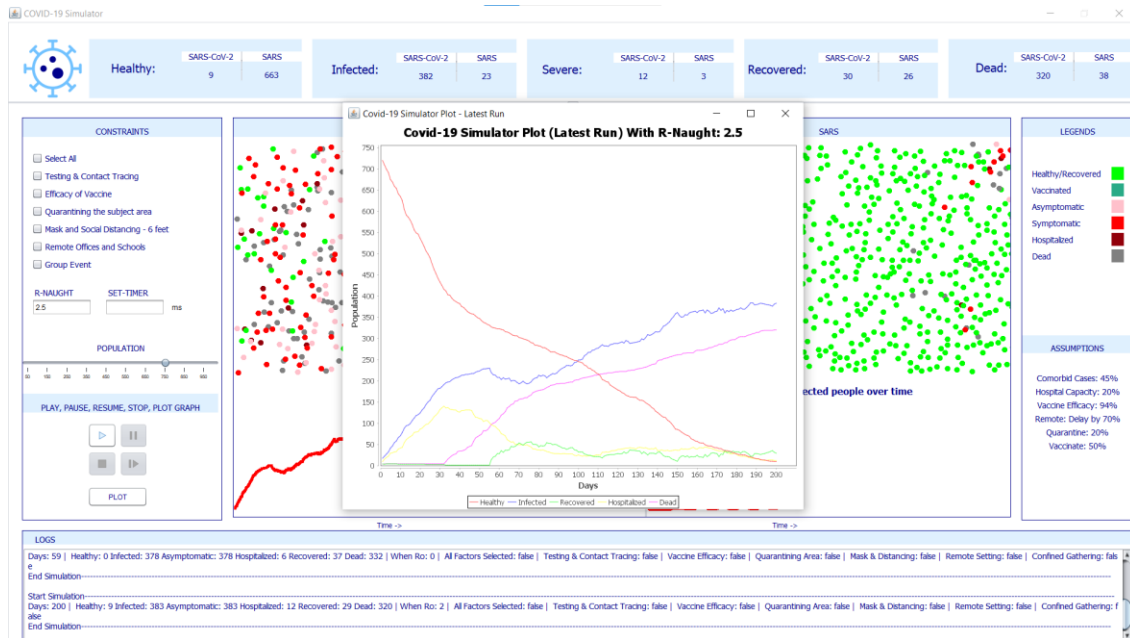 COVID-19 Simulator
Healthy: SARS-CoV-2 SARS 9 663
Infected: SARS-CoV-2 SARS 382 23
Severe: SARS-CoV-2 SARS 12 3
Recovered: SARS-CoV-2 SARS 30 26
Dead: SARS-CoV-2 SARS 320 38
CONSTRAINTS
Select All
Testing & Contact Tracing
Efficacy of Vaccine
Quarantining the subject area
Mask and Social Distancing - 6 feet
Remote Offices and Schools
Group Event
R-NAUGHT SET-TIMER
2.5 ms
POPULATION
50 100 200 300 400 500 600 700 800 900
PLAY, PAUSE, RESUME, STOP, PLOT GRAPH
PLOT
Covid-19 Simulator Plot - Latest Run
Covid-19 Simulator Plot (Latest Run) With R-Naught: 2.5
750
700
650
600
550
500
450
400
350
300
250
200
150
100
50
0
Population
0 10 20 30 40 50 60 70 80 90 100 110 120 130 140 150 160 170 180 190 200
Days
Healthy Infected Recovered Hospitalized Dead
SARS
ected people over time
Time -> Time ->
LEGENDS
Healthy/Recovered
Vaccinated
Asymptomatic
Symptomatic
Hospitalized
Dead
ASSUMPTIONS
Comorbid Cases: 45%
Hospital Capacity: 20%
Vaccine Efficacy: 94%
Remote: Delay by 70%
Quarantine: 20%
Vaccinate: 50%
LOGS
Days: 59 | Healthy: 0 Infected: 378 Asymptomatic: 378 Hospitalized: 6 Recovered: 37 Dead: 332 | When Ro: 0 | All Factors Selected: false | Testing & Contact Tracing: false | Vaccine Efficacy: false | Quarantining Area: false | Mask & Distancing: false | Remote Setting: false | Confined Gathering: fals
e
End Simulation
Start Simulation
Days: 200 | Healthy: 9 Infected: 383 Asymptomatic: 383 Hospitalized: 12 Recovered: 29 Dead: 320 | When Ro: 2 | All Factors Selected: false | Testing & Contact Tracing: false | Vaccine Efficacy: false | Quarantining Area: false | Mask & Distancing: false | Remote Setting: false | Confined Gathering: f
alse
End Simulation